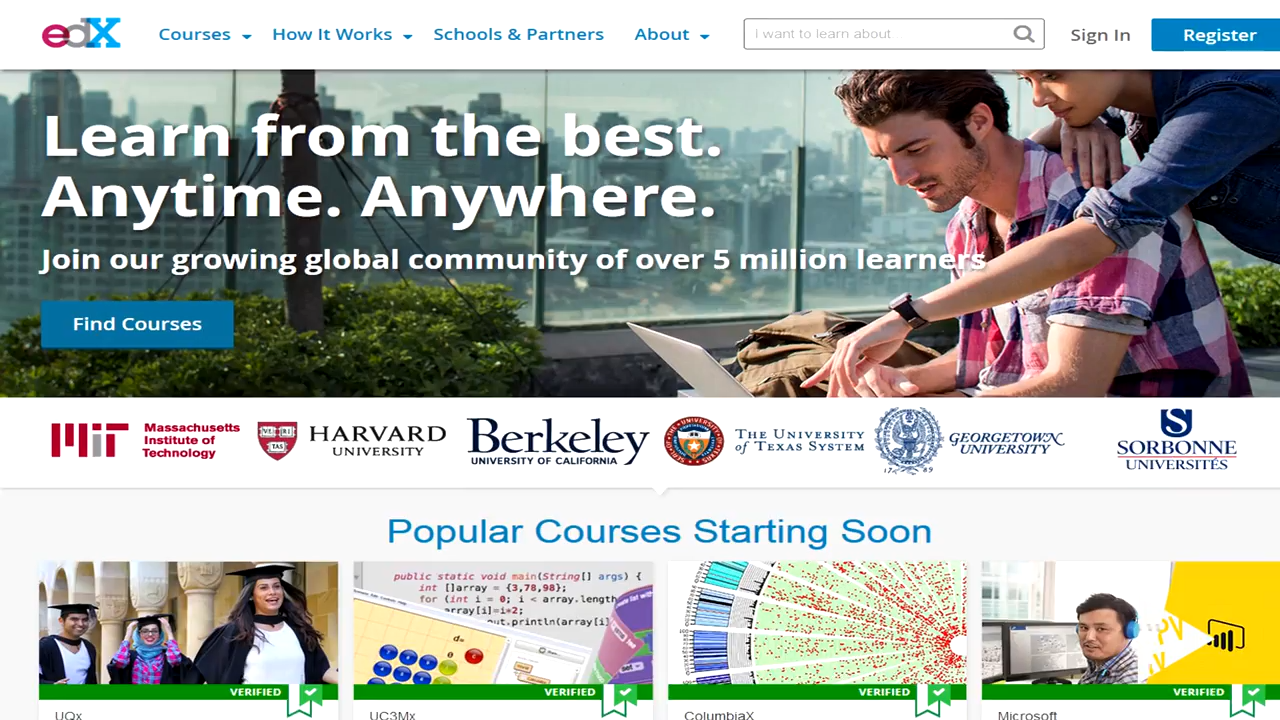 edX
Courses
How It Works
Schools & Partners
About
I want to learn about...
Sign In
Register
Learn from the best.
Anytime. Anywhere.
Join our growing global community of over 5 million learners
Find Courses
Massachusetts
Institute of
Technology
HARVARD
UNIVERSITY
Berkeley
UNIVERSITY OF CALIFORNIA
THE UNIVERSITY
of TEXAS SYSTEM
1789
GEORGETOWN
UNIVERSITY
S
SORBONNE
UNIVERSITÉS
Popular Courses Starting Soon
public static void main(String[] args) {
int []array = {3,78,98};
for (int i = 0; i < array.length
array[i]=i*2;
out.println(array[i]
VERIFIED
VERIFIED
VERIFIED
VERIFIED
UQx
UC3Mx
ColumbiaX
Microsoft